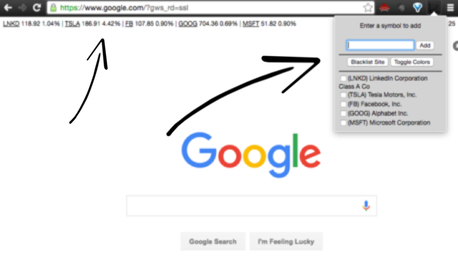 https://www.google.com/?gws_rd=ssl
LNKD 118.92 1.04% | TSLA 186.91 4.42% | FB 107.85 0.90% | GOOG 704.36 0.69% | MSFT 51.82 0.90%
Enter a symbol to add
Add
Blacklist Site Toggle Colors
(LNKD) LinkedIn Corporation
Class A Co
(TSLA) Tesla Motors, Inc.
(FB) Facebook, Inc.
(GOOG) Alphabet Inc.
(MSFT) Microsoft Corporation
Google
Google Search I'm Feeling Lucky